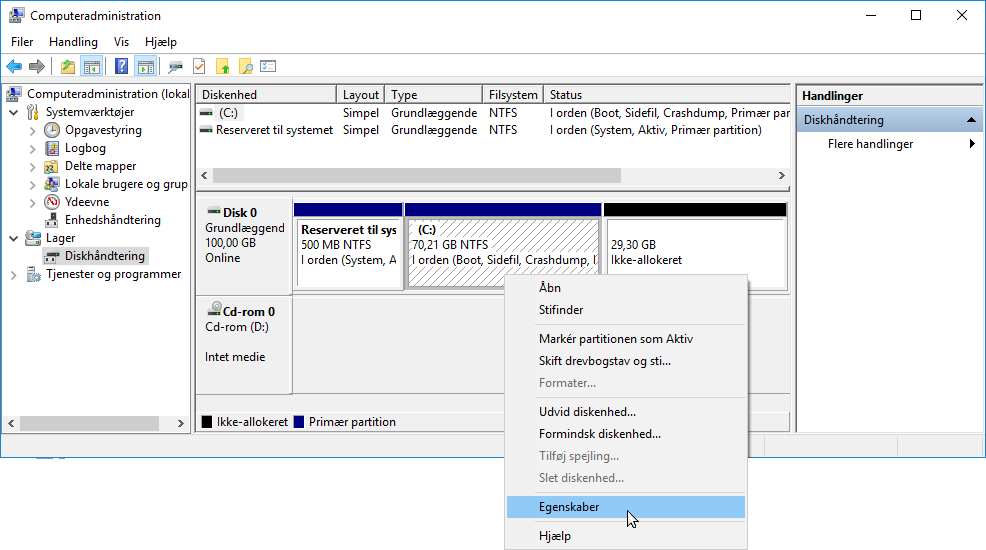 Computeradministration
Filer Handling Vis Hjælp
Computeradministration (lokal
Systemværktøjer
Opgavestyring
Logbog
Delte mapper
Lokale brugere og grupp
Ydeevne
Enhedshåndtering
Lager
Diskhåndtering
Tjenester og programmer
Diskenhed Layout Type Filsystem Status
(C:) Simpel Grundlæggende NTFS I orden (Boot, Sidefil, Crashdump, Primær par
Reserveret til systemet Simpel Grundlæggende NTFS I orden (System, Aktiv, Primær partition)
Disk 0
Grundlæggend
100,00 GB
Online
Reserveret til sys
500 MB NTFS
I orden (System, A
(C:)
70,21 GB NTFS
I orden (Boot, Sidefil, Crashdump, I
29,30 GB
Ikke-allokeret
Cd-rom 0
Cd-rom (D:)
Intet medie
Ikke-allokeret Primær partition
Handlinger
Diskhåndtering
Flere handlinger
Åbn
Stifinder
Markér partitionen som Aktiv
Skift drevbogstav og sti...
Formater...
Udvid diskenhed...
Formindsk diskenhed...
Tilføj spejling...
Slet diskenhed...
Egenskaber
Hjælp